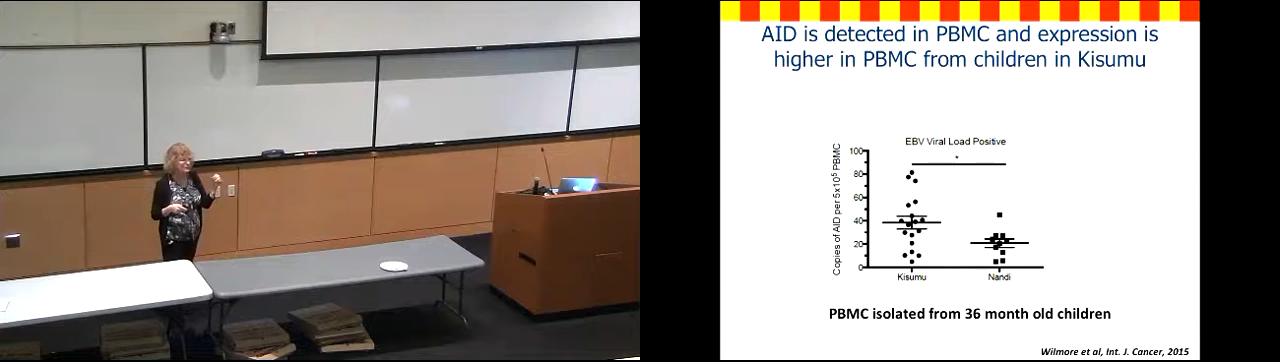 AID is detected in PBMC and expression is
higher in PBMC from children in Kisumu
EBV Viral Load Positive
*
Copies of AID per 5x10⁵ PBMC
100
80
60
40
20
0
Kisumu
Nandi
PBMC isolated from 36 month old children
Wilmore et al, Int. J. Cancer, 2015